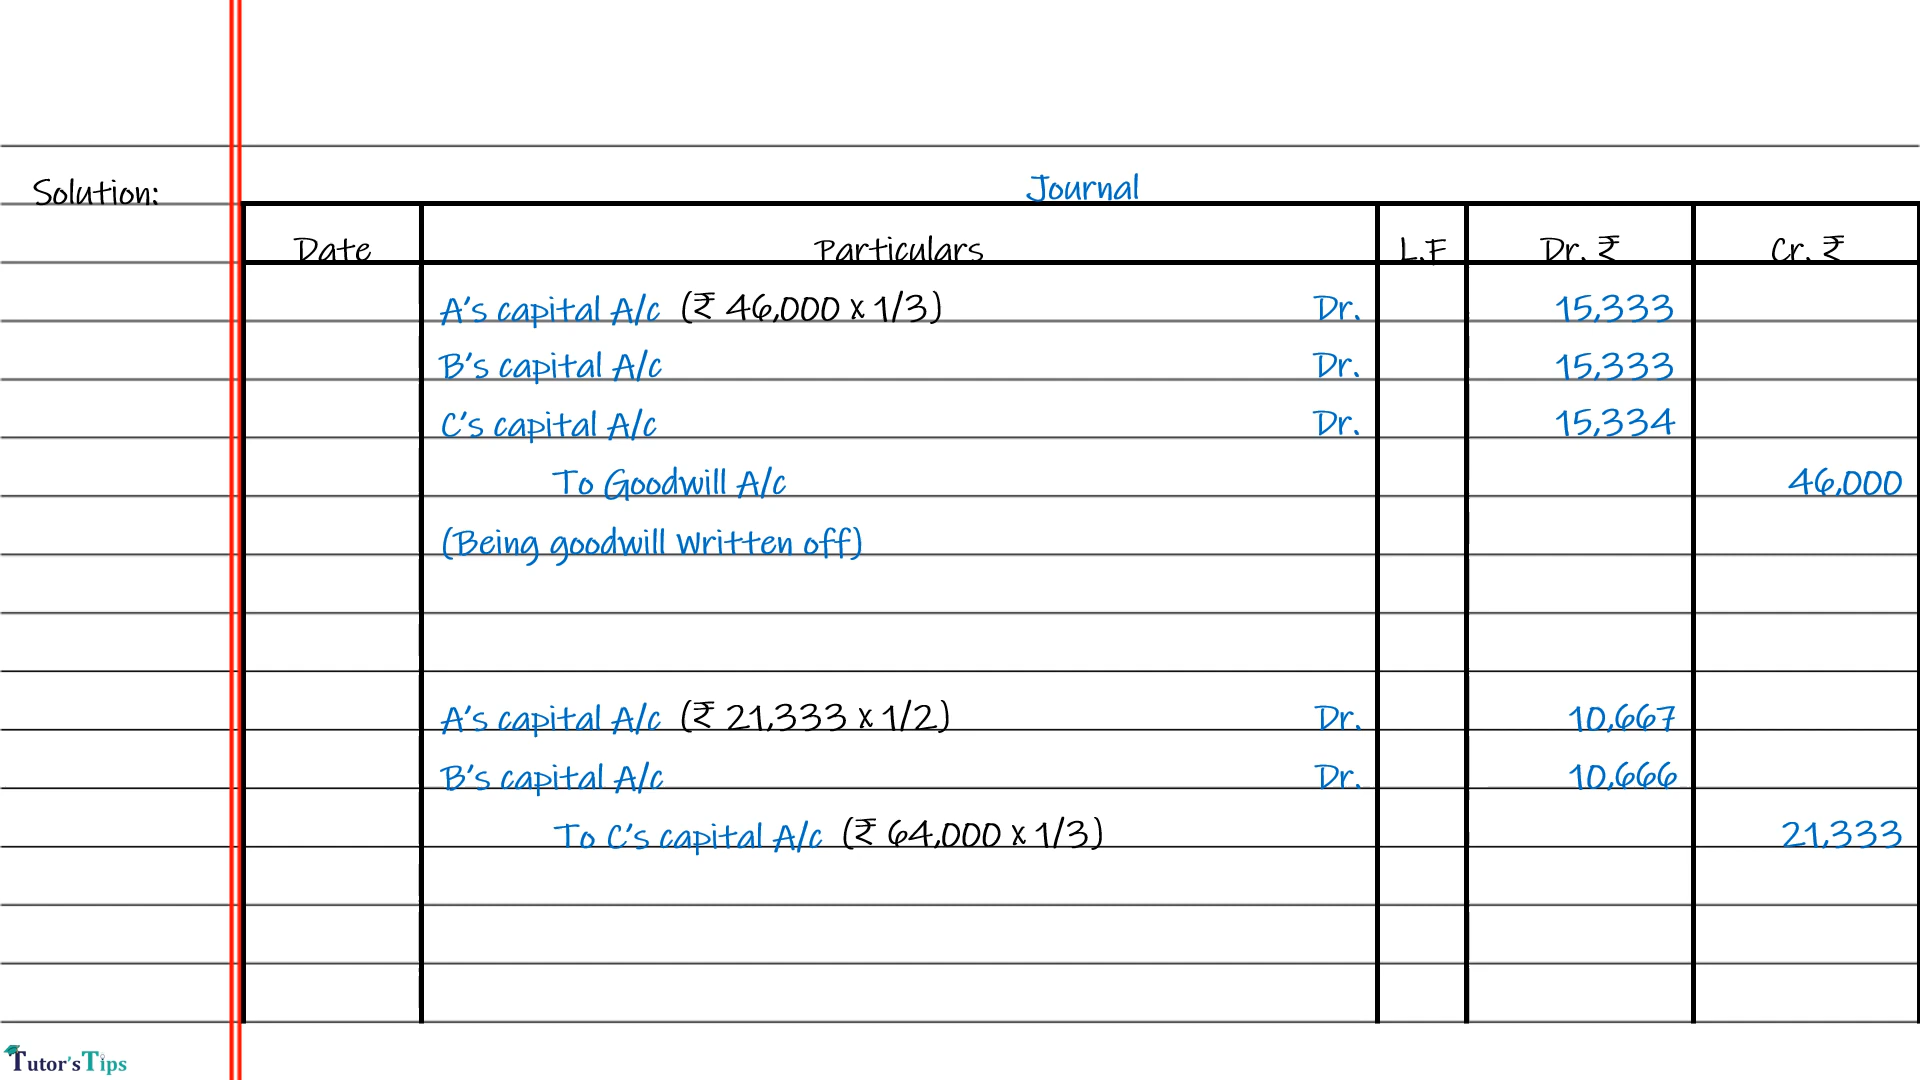 Solution:
Journal
Date Particulars L.F Dr. ₹ Cr. ₹
A's capital A/c (₹ 46,000 x 1/3) Dr. 15,333
B's capital A/c Dr. 15,333
C's capital A/c Dr. 15,334
To Goodwill A/c 46,000
(Being goodwill Written off)
A's capital A/c (₹ 21,333 x 1/2) Dr. 10,667
B's capital A/c Dr. 10,666
To C's capital A/c (₹ 64,000 x 1/3) 21,333
Tutor'sTips